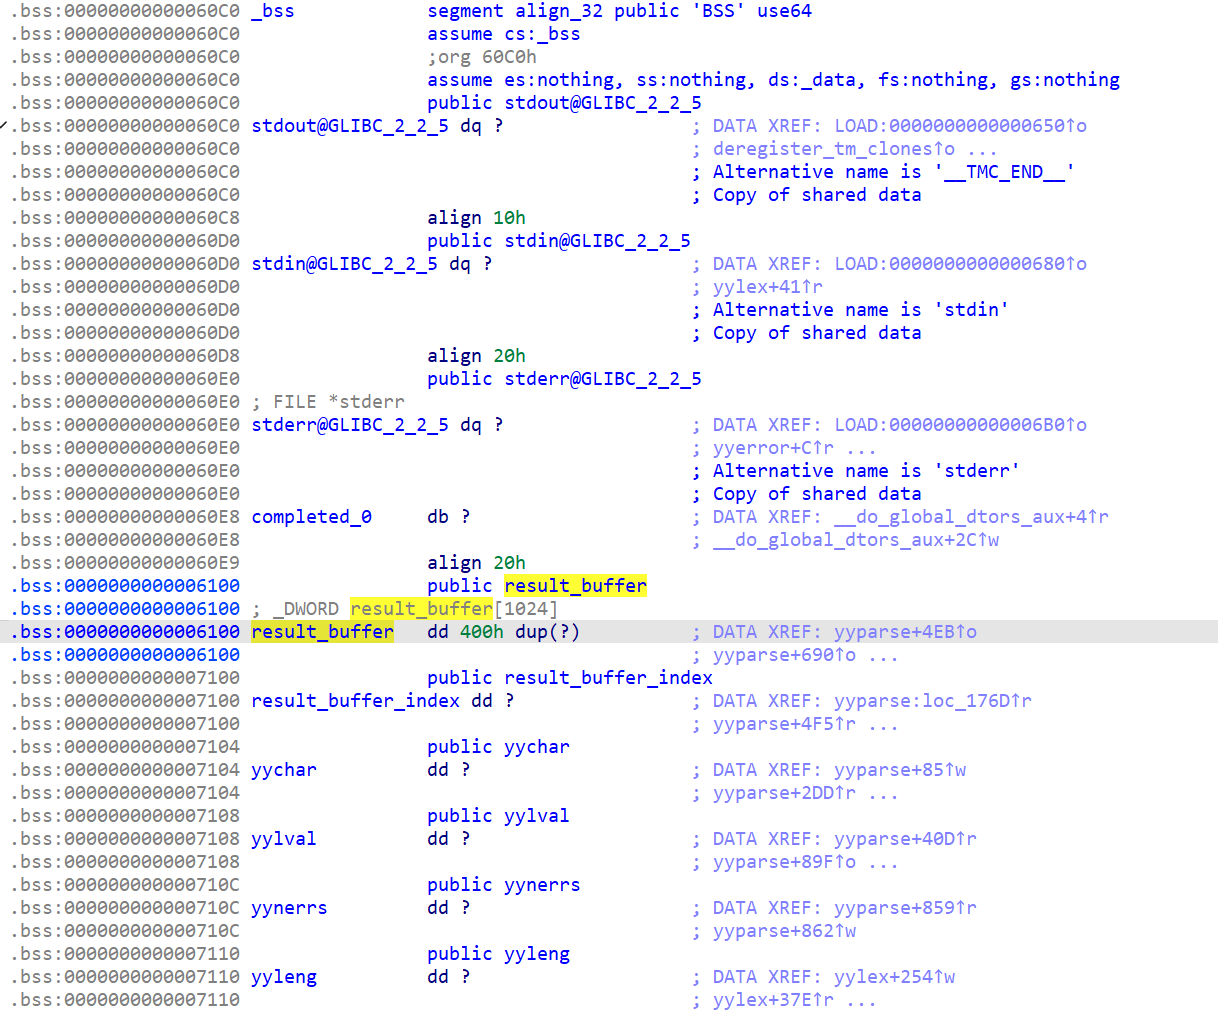 .bss:00000000000060C0 _bss segment align_32 public 'BSS' use64
.bss:00000000000060C0 assume cs:_bss
.bss:00000000000060C0 ;org 60C0h
.bss:00000000000060C0 assume es:nothing, ss:nothing, ds:_data, fs:nothing, gs:nothing
.bss:00000000000060C0 public stdout@GLIBC_2_2_5
.bss:00000000000060C0 stdout@GLIBC_2_2_5 dq ? ; DATA XREF: LOAD:0000000000000650↑o
.bss:00000000000060C0 ; deregister_tm_clones↑o ...
.bss:00000000000060C0 ; Alternative name is '__TMC_END__'
.bss:00000000000060C0 ; Copy of shared data
.bss:00000000000060C8 align 10h
.bss:00000000000060D0 public stdin@GLIBC_2_2_5
.bss:00000000000060D0 stdin@GLIBC_2_2_5 dq ? ; DATA XREF: LOAD:0000000000000680↑o
.bss:00000000000060D0 ; yylex+41↑r
.bss:00000000000060D0 ; Alternative name is 'stdin'
.bss:00000000000060D0 ; Copy of shared data
.bss:00000000000060D8 align 20h
.bss:00000000000060E0 public stderr@GLIBC_2_2_5
.bss:00000000000060E0 ; FILE *stderr
.bss:00000000000060E0 stderr@GLIBC_2_2_5 dq ? ; DATA XREF: LOAD:00000000000006B0↑o
.bss:00000000000060E0 ; yyerror+C↑r ...
.bss:00000000000060E0 ; Alternative name is 'stderr'
.bss:00000000000060E0 ; Copy of shared data
.bss:00000000000060E8 completed_0 db ? ; DATA XREF: __do_global_dtors_aux+4↑r
.bss:00000000000060E8 ; __do_global_dtors_aux+2C↑w
.bss:00000000000060E9 align 20h
.bss:0000000000006100 public result_buffer
.bss:0000000000006100 ; _DWORD result_buffer[1024]
.bss:0000000000006100 result_buffer dd 400h dup(?) ; DATA XREF: yyparse+4EB↑o
.bss:0000000000006100 ; yyparse+690↑o ...
.bss:0000000000007100 public result_buffer_index
.bss:0000000000007100 result_buffer_index dd ? ; DATA XREF: yyparse:loc_176D↑r
.bss:0000000000007100 ; yyparse+4F5↑r ...
.bss:0000000000007104 public yychar
.bss:0000000000007104 yychar dd ? ; DATA XREF: yyparse+85↑w
.bss:0000000000007104 ; yyparse+2DD↑r ...
.bss:0000000000007108 public yylval
.bss:0000000000007108 yylval dd ? ; DATA XREF: yyparse+40D↑r
.bss:0000000000007108 ; yyparse+89F↑o ...
.bss:000000000000710C public yynerrs
.bss:000000000000710C yynerrs dd ? ; DATA XREF: yyparse+859↑r
.bss:000000000000710C ; yyparse+862↑w
.bss:0000000000007110 public yyleng
.bss:0000000000007110 yyleng dd ? ; DATA XREF: yylex+254↑w
.bss:0000000000007110 ; yylex+37E↑r ...